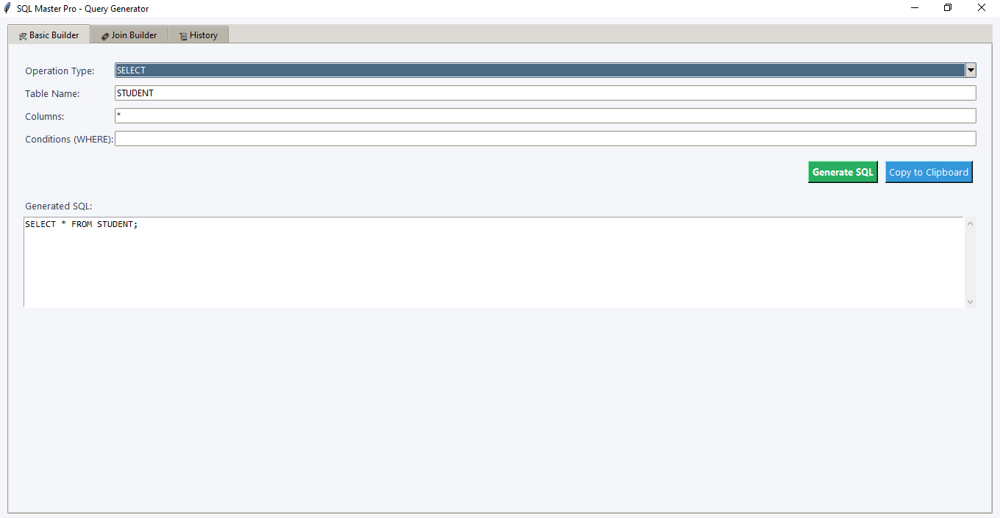 SQL Master Pro - Query Generator
Basic Builder Join Builder History
Operation Type: SELECT
Table Name: STUDENT
Columns: *
Conditions (WHERE):
Generate SQL Copy to Clipboard
Generated SQL:
SELECT * FROM STUDENT;